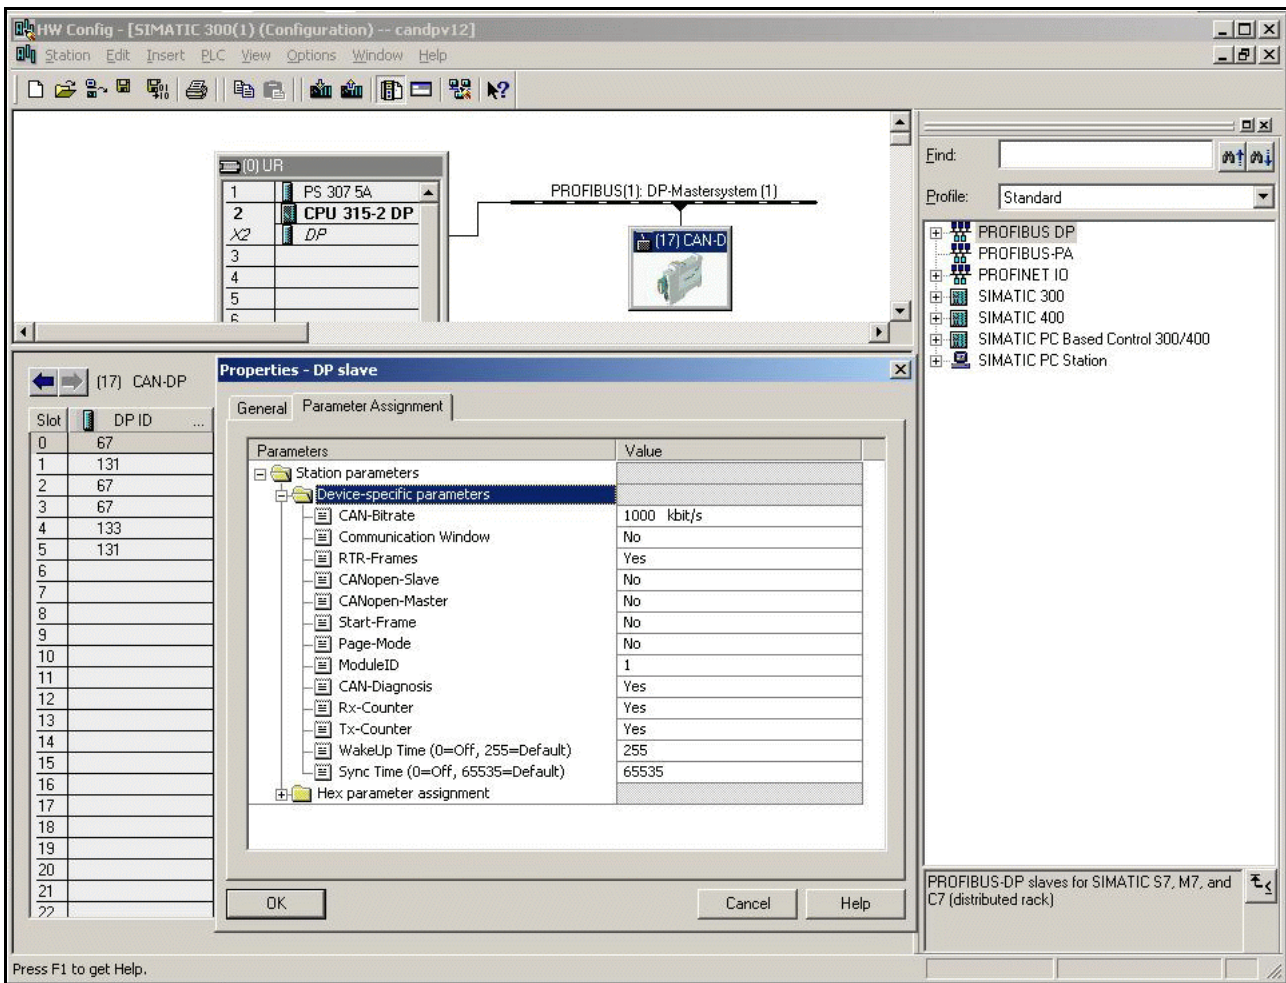 HW Config - [SIMATIC 300(1) (Configuration) -- candpv12]
Station Edit Insert PLC View Options Window Help
(0) UR
1 PS 307 5A
2 CPU 315-2 DP
X2 DP
3
4
5
6
PROFIBUS(1): DP-Mastersystem (1)
(17) CAN-D
Find:
Profile: Standard
PROFIBUS DP
PROFIBUS-PA
PROFINET IO
SIMATIC 300
SIMATIC 400
SIMATIC PC Based Control 300/400
SIMATIC PC Station
(17) CAN-DP
Slot DP ID ...
0 67
1 131
2 67
3 67
4 133
5 131
6
7
8
9
10
11
12
13
14
15
16
17
18
19
20
21
22
Properties - DP slave
General Parameter Assignment
Parameters Value
Station parameters
Device-specific parameters
CAN-Bitrate 1000 kbit/s
Communication Window No
RTR-Frames Yes
CANopen-Slave No
CANopen-Master No
Start-Frame No
Page-Mode No
ModuleID 1
CAN-Diagnosis Yes
Rx-Counter Yes
Tx-Counter Yes
WakeUp Time (0=Off, 255=Default) 255
Sync Time (0=Off, 65535=Default) 65535
Hex parameter assignment
OK Cancel Help
PROFIBUS-DP slaves for SIMATIC S7, M7, and
C7 (distributed rack)
Press F1 to get Help.